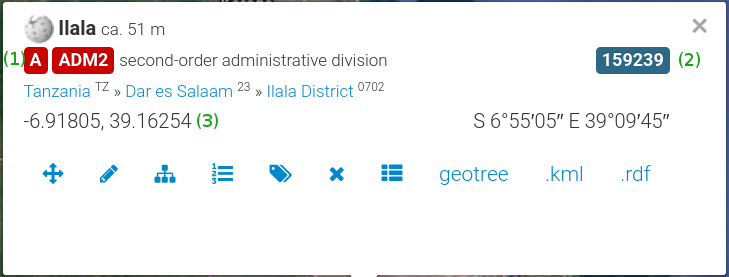 Ilala ca. 51 m ×
(1) A ADM2 second-order administrative division 159239 (2)
Tanzania TZ » Dar es Salaam 23 » Ilala District 0702
-6.91805, 39.16254 (3) S 6°55′05″ E 39°09′45″
geotree .kml .rdf